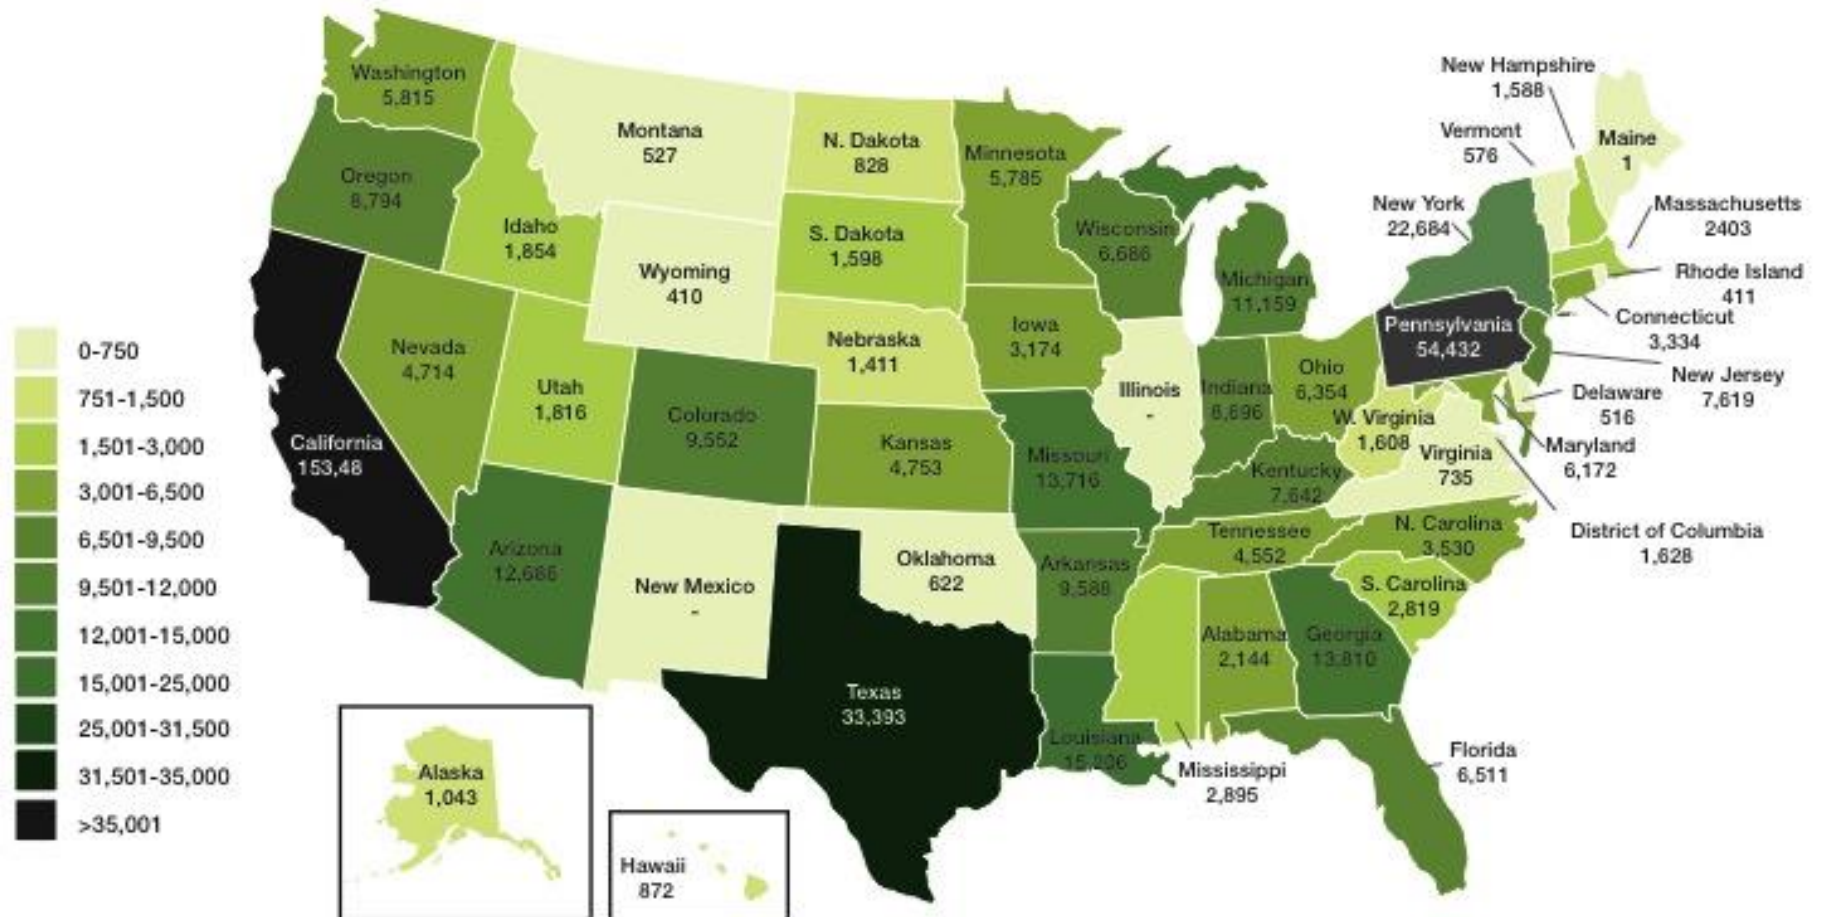 Washington
5,815
Oregon
8,794
California
153,48
Nevada
4,714
Idaho
1,854
Utah
1,816
Arizona
12,686
Montana
527
Wyoming
410
Colorado
9,552
New Mexico
-
N. Dakota
828
S. Dakota
1,598
Nebraska
1,411
Kansas
4,753
Oklahoma
622
Texas
33,393
Minnesota
5,785
Iowa
3,174
Missouri
13,716
Arkansas
9,588
Louisiana
15,206
Wisconsin
6,686
Illinois
-
Michigan
11,159
Indiana
8,696
Ohio
6,354
Kentucky
7,642
Tennessee
4,552
Mississippi
2,895
Alabama
2,144
Georgia
13,810
Florida
6,511
S. Carolina
2,819
N. Carolina
3,530
Virginia
735
W. Virginia
1,608
District of Columbia
1,628
Maryland
6,172
Delaware
516
New Jersey
7,619
Pennsylvania
54,432
New York
22,684
Connecticut
3,334
Rhode Island
411
Massachusetts
2403
Vermont
576
New Hampshire
1,588
Maine
1
Alaska
1,043
Hawaii
872
0-750
751-1,500
1,501-3,000
3,001-6,500
6,501-9,500
9,501-12,000
12,001-15,000
15,001-25,000
25,001-31,500
31,501-35,000
>35,001